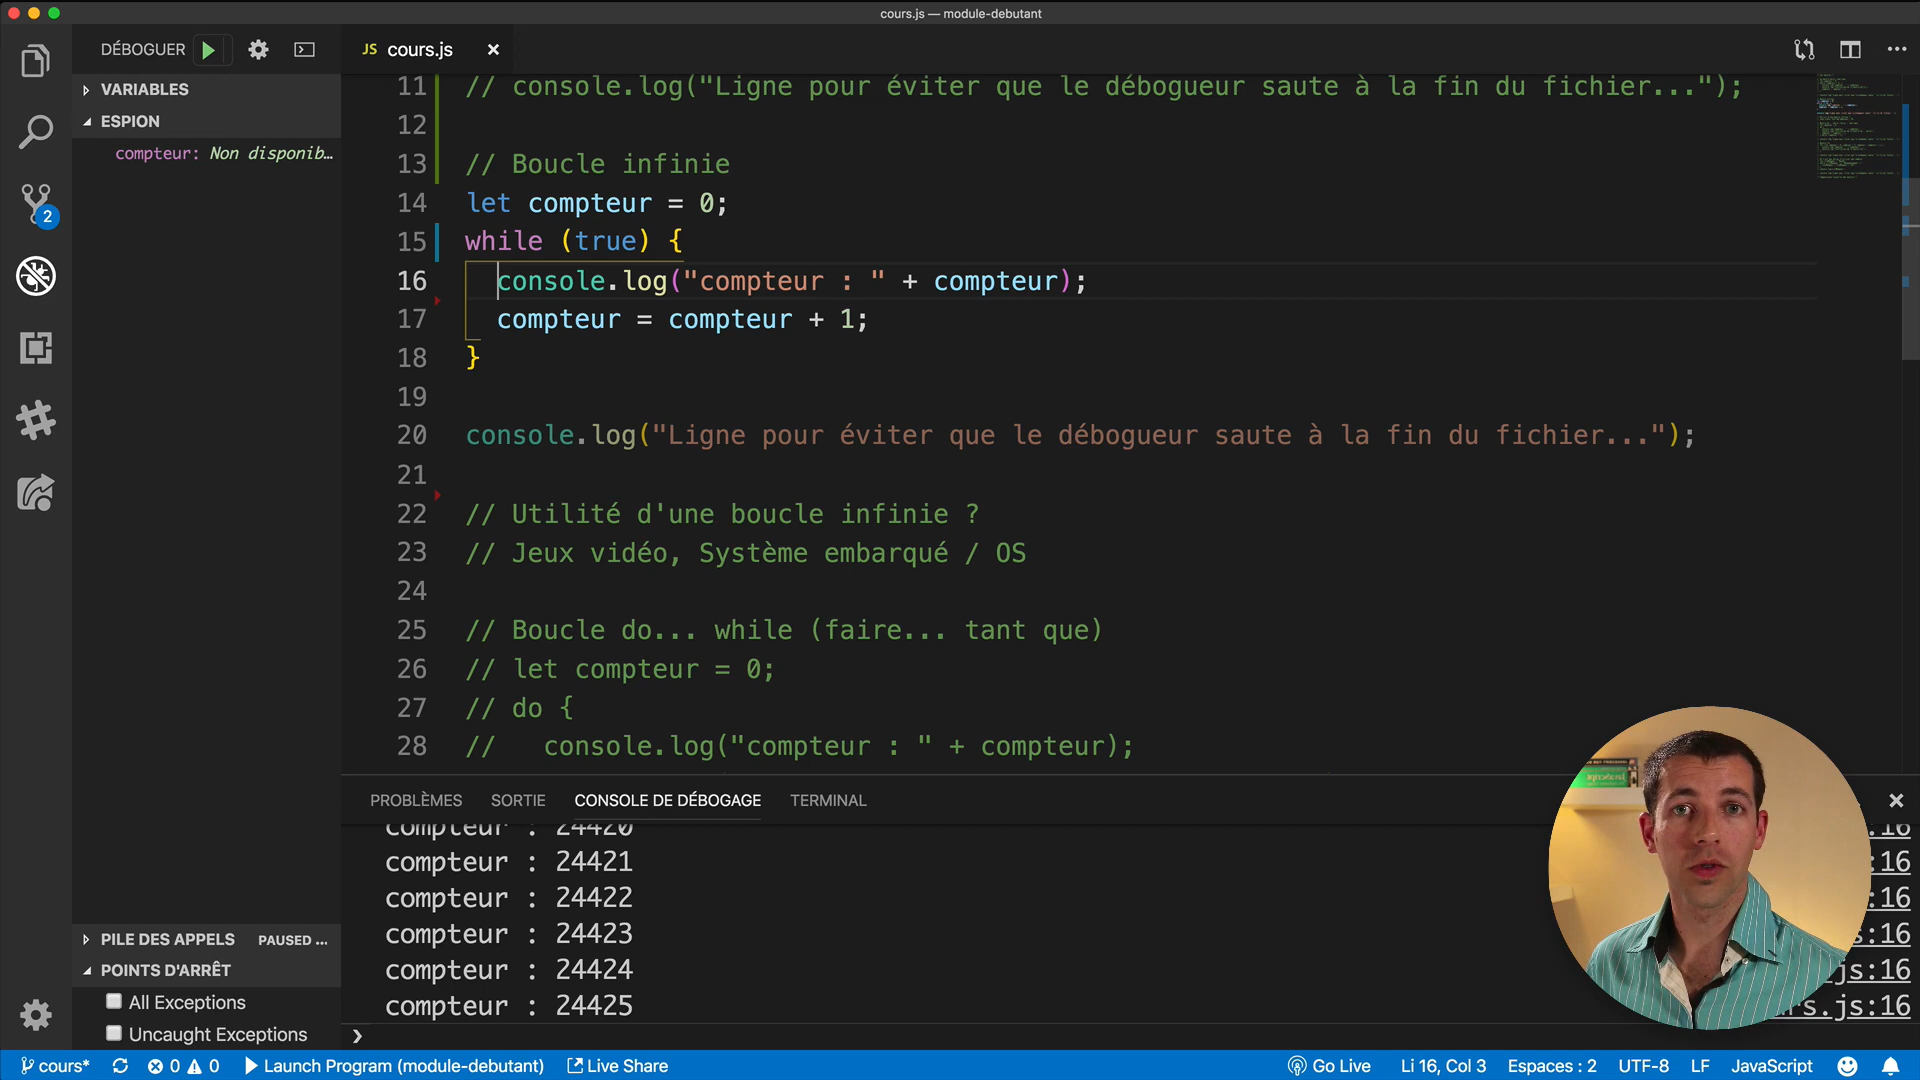 cours.js — module-debutant
DÉBOGUER
JS cours.js
VARIABLES
ESPION
compteur: Non disponib…
2
11 // console.log("Ligne pour éviter que le débogueur saute à la fin du fichier...");
12
13 // Boucle infinie
14 let compteur = 0;
15 while (true) {
16 console.log("compteur : " + compteur);
17 compteur = compteur + 1;
18 }
19
20 console.log("Ligne pour éviter que le débogueur saute à la fin du fichier...");
21
22 // Utilité d'une boucle infinie ?
23 // Jeux vidéo, Système embarqué / OS
24
25 // Boucle do... while (faire... tant que)
26 // let compteur = 0;
27 // do {
28 //   console.log("compteur : " + compteur);
PROBLÈMES SORTIE CONSOLE DE DÉBOGAGE TERMINAL
compteur : 24420 :16
compteur : 24421 :16
compteur : 24422 :16
compteur : 24423 s:16
compteur : 24424 js:16
compteur : 24425 rs.js:16
PILE DES APPELS PAUSED …
POINTS D'ARRÊT
All Exceptions
Uncaught Exceptions
cours* 0 0 Launch Program (module-debutant) Live Share Go Live Li 16, Col 3 Espaces : 2 UTF-8 LF JavaScript